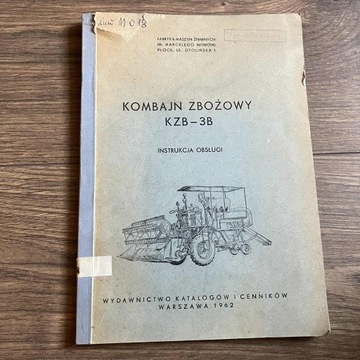 FABRYKA MASZYN ŻNIWNYCH
IM. MARCELEGO NOWOTKI
PŁOCK, UL. OTOLIŃSKA 1
KOMBAJN ZBOŻOWY
KZB-3B
INSTRUKCJA OBSŁUGI
WYDAWNICTWO KATALOGÓW I CENNIKÓW
WARSZAWA 1962